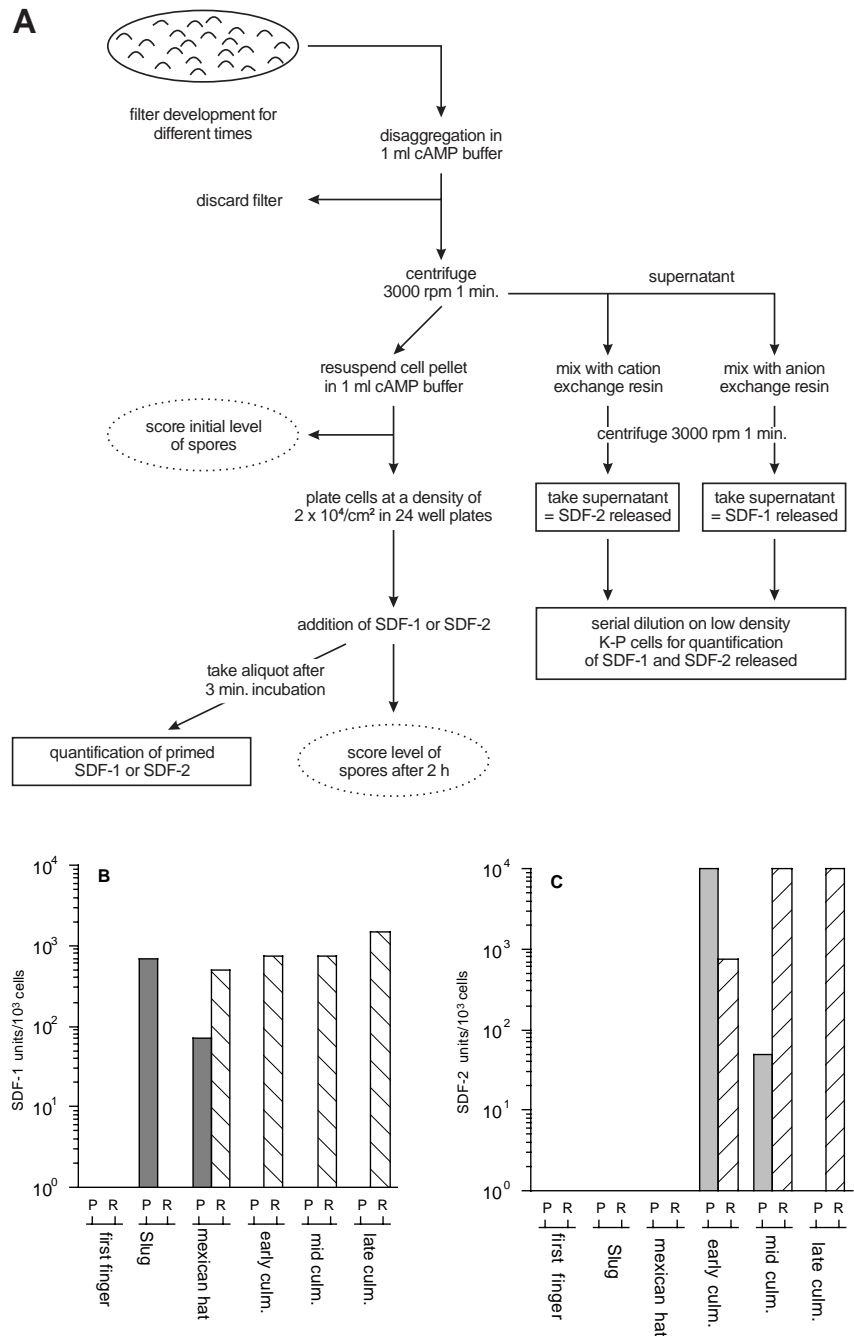 A
filter development for
different times
disaggregation in
1 ml cAMP buffer
discard filter
centrifuge
3000 rpm 1 min.
supernatant
resuspend cell pellet
in 1 ml cAMP buffer
mix with cation
exchange resin
mix with anion
exchange resin
score initial level
of spores
centrifuge 3000 rpm 1 min.
plate cells at a density of
2 x 10⁴/cm² in 24 well plates
take supernatant
= SDF-2 released
take supernatant
= SDF-1 released
addition of SDF-1 or SDF-2
serial dilution on low density
K-P cells for quantification
of SDF-1 and SDF-2 released
take aliquot after
3 min. incubation
quantification of primed
SDF-1 or SDF-2
score level of
spores after 2 h
B
SDF-1 units/10³ cells
10⁴
10³
10²
10¹
10⁰
P R P R P R P R P R P R
first finger
Slug
mexican hat
early culm.
mid culm.
late culm.
C
SDF-2 units/10³ cells
10⁴
10³
10²
10¹
10⁰
P R P R P R P R P R P R
first finger
Slug
mexican hat
early culm.
mid culm.
late culm.